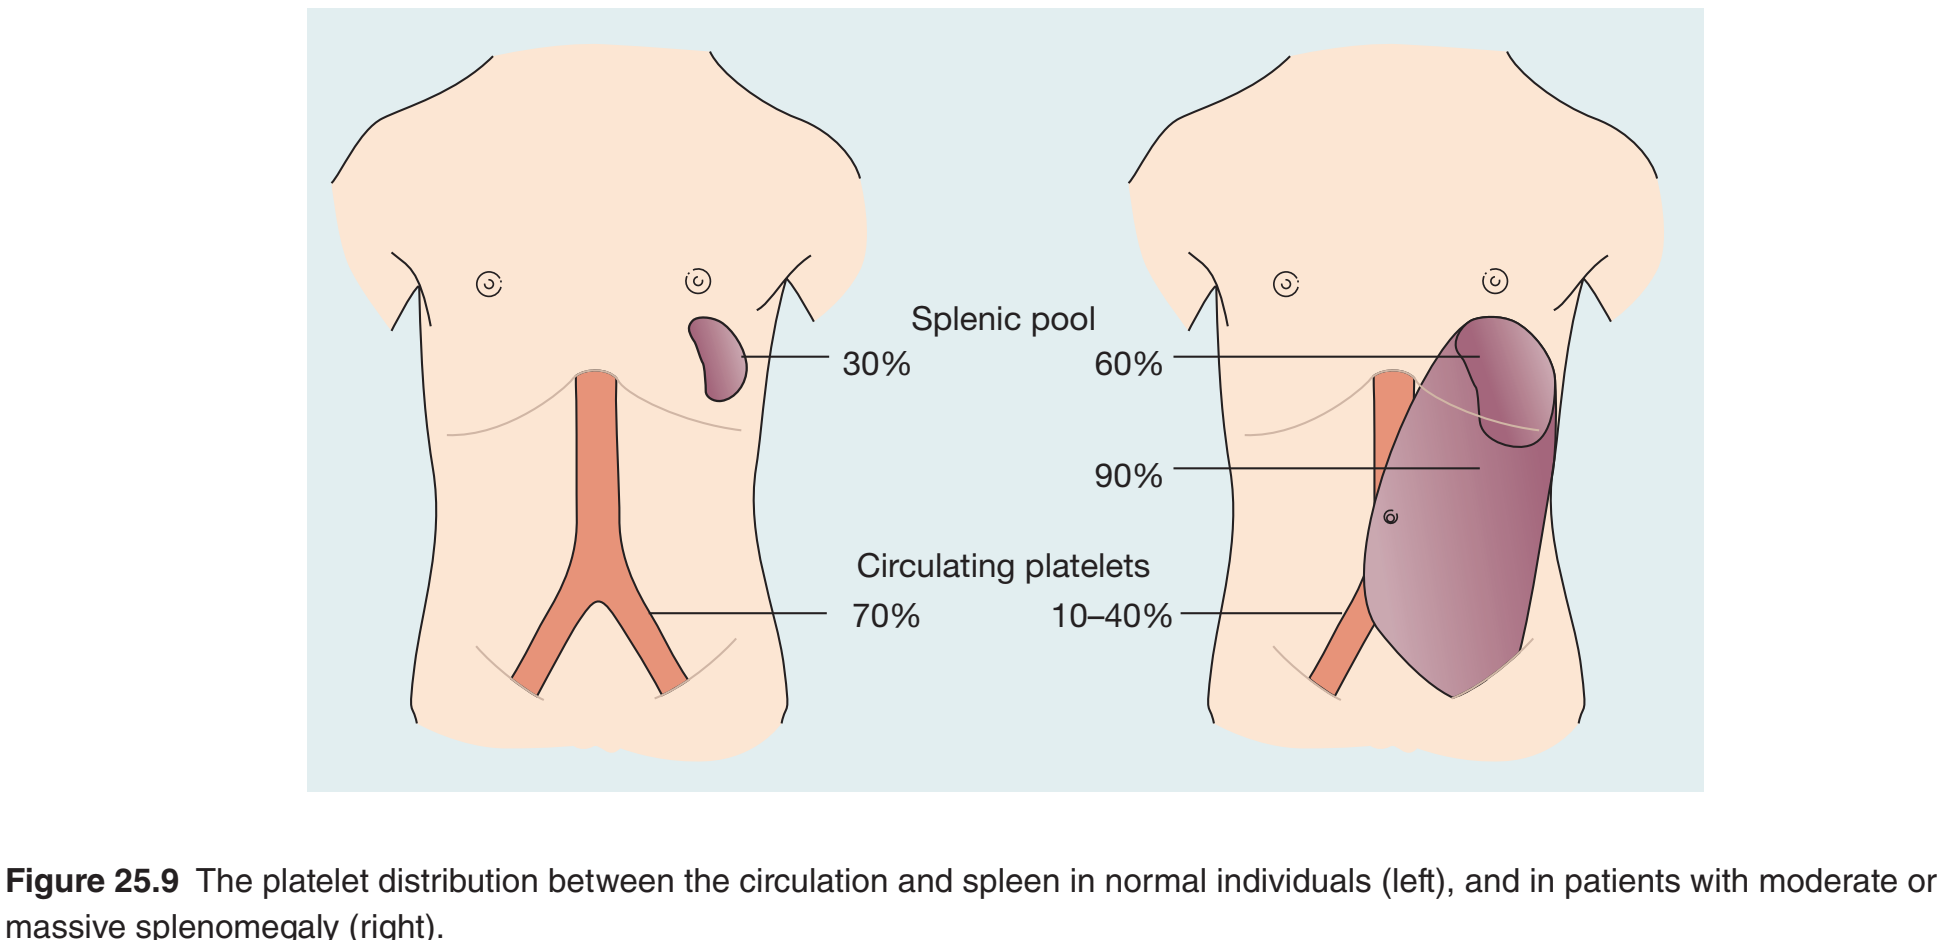 Splenic pool
30%
60%
90%
Circulating platelets
70%
10–40%
Figure 25.9 The platelet distribution between the circulation and spleen in normal individuals (left), and in patients with moderate or
massive splenomegaly (right).